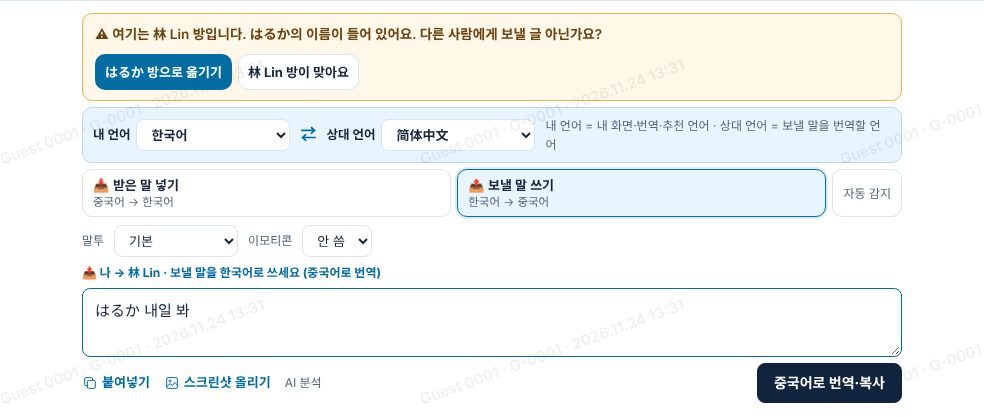 ⚠ 여기는 林 Lin 방입니다. はるか의 이름이 들어 있어요. 다른 사람에게 보낼 글 아닌가요?
はるか 방으로 옮기기
林 Lin 방이 맞아요
내 언어 한국어 ⇄ 상대 언어 简体中文
내 언어 = 내 화면·번역·추천 언어 · 상대 언어 = 보낼 말을 번역할 언
어
📥 받은 말 넣기
중국어 → 한국어
📤 보낼 말 쓰기
한국어 → 중국어
자동 감지
말투 기본 이모티콘 안 씀
📤 나 → 林 Lin · 보낼 말을 한국어로 쓰세요 (중국어로 번역)
はるか 내일 봐
붙여넣기 스크린샷 올리기 AI 분석
중국어로 번역·복사
Guest 0001 · G-0001 · 2026.11.24 13:31